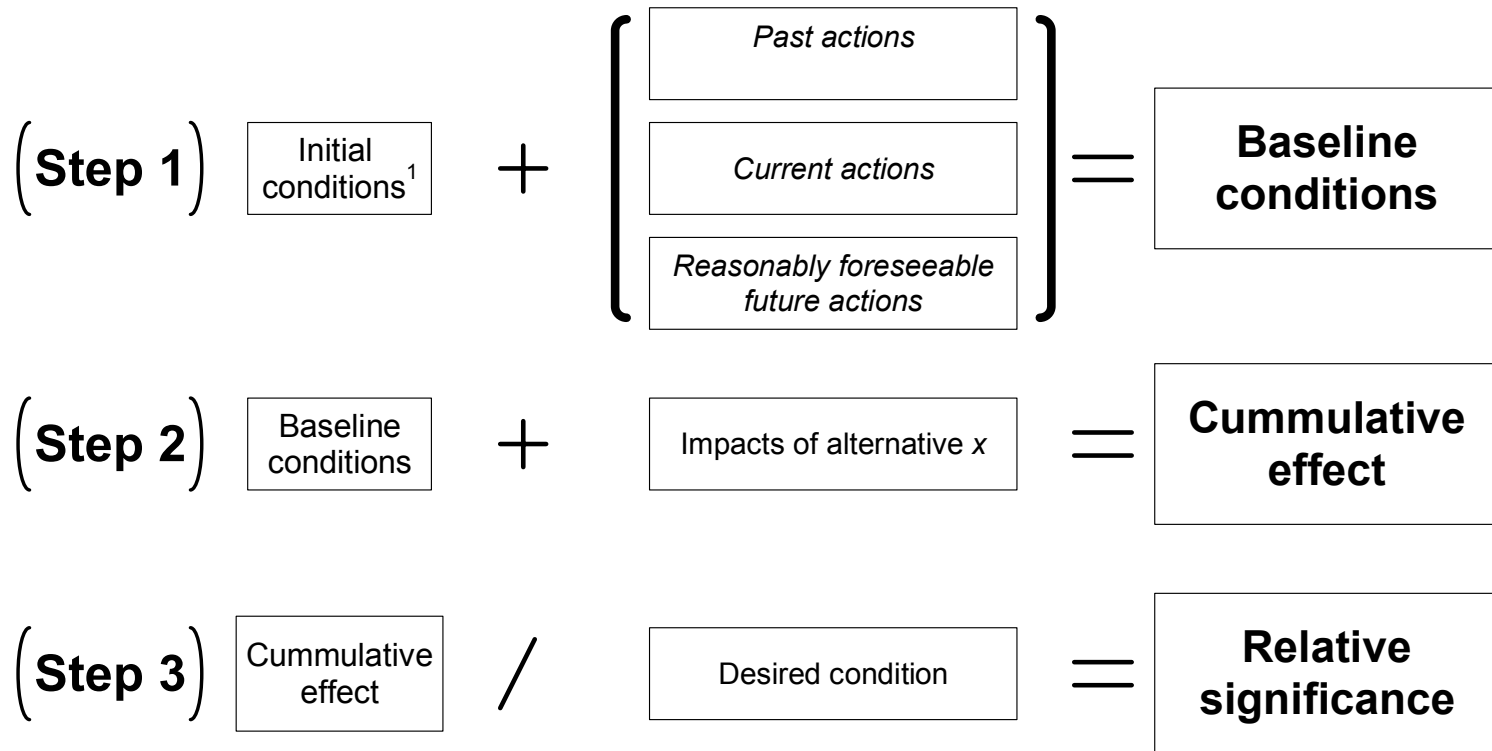 Past actions
(Step 1)
Initial
conditions¹
+
Current actions
=
Baseline
conditions
Reasonably foreseeable
future actions
(Step 2)
Baseline
conditions
+
Impacts of alternative x
=
Cummulative
effect
(Step 3)
Cummulative
effect
/
Desired condition
=
Relative
significance